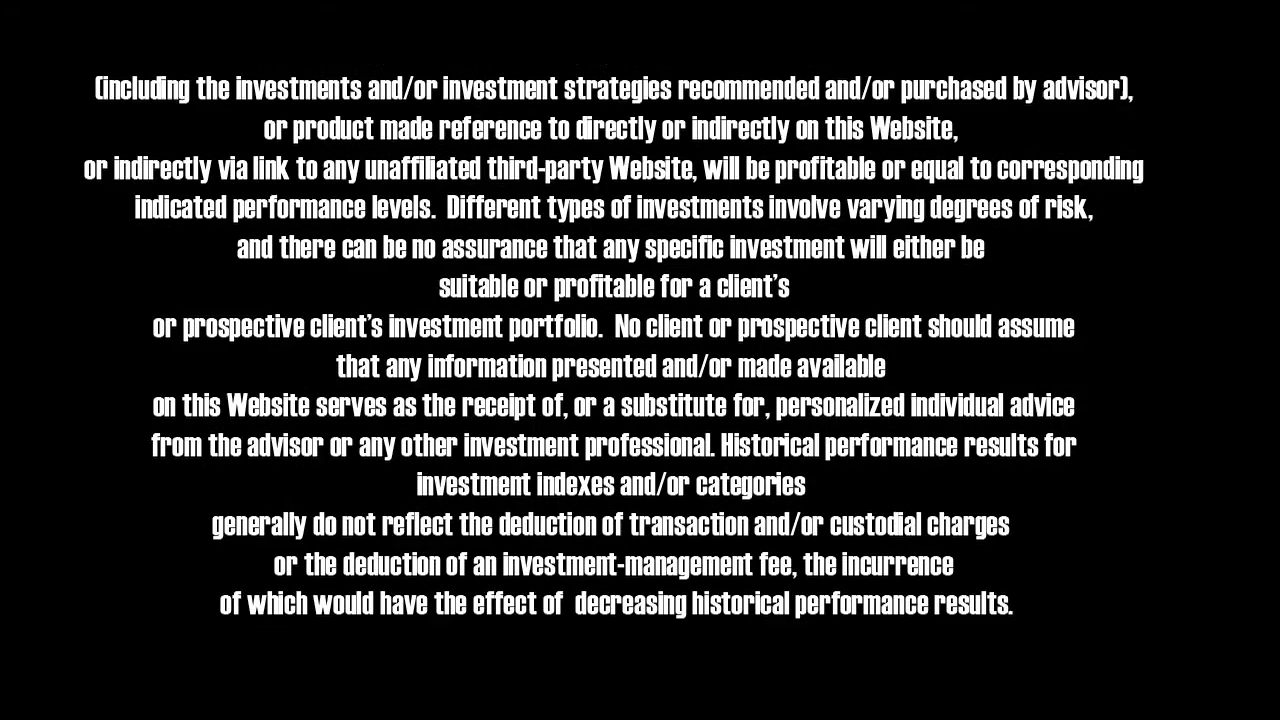 (including the investments and/or investment strategies recommended and/or purchased by advisor),
or product made reference to directly or indirectly on this Website,
or indirectly via link to any unaffiliated third-party Website, will be profitable or equal to corresponding
indicated performance levels.  Different types of investments involve varying degrees of risk,
and there can be no assurance that any specific investment will either be
suitable or profitable for a client's
or prospective client's investment portfolio.  No client or prospective client should assume
that any information presented and/or made available
on this Website serves as the receipt of, or a substitute for, personalized individual advice
from the advisor or any other investment professional. Historical performance results for
investment indexes and/or categories
generally do not reflect the deduction of transaction and/or custodial charges
or the deduction of an investment-management fee, the incurrence
of which would have the effect of  decreasing historical performance results.